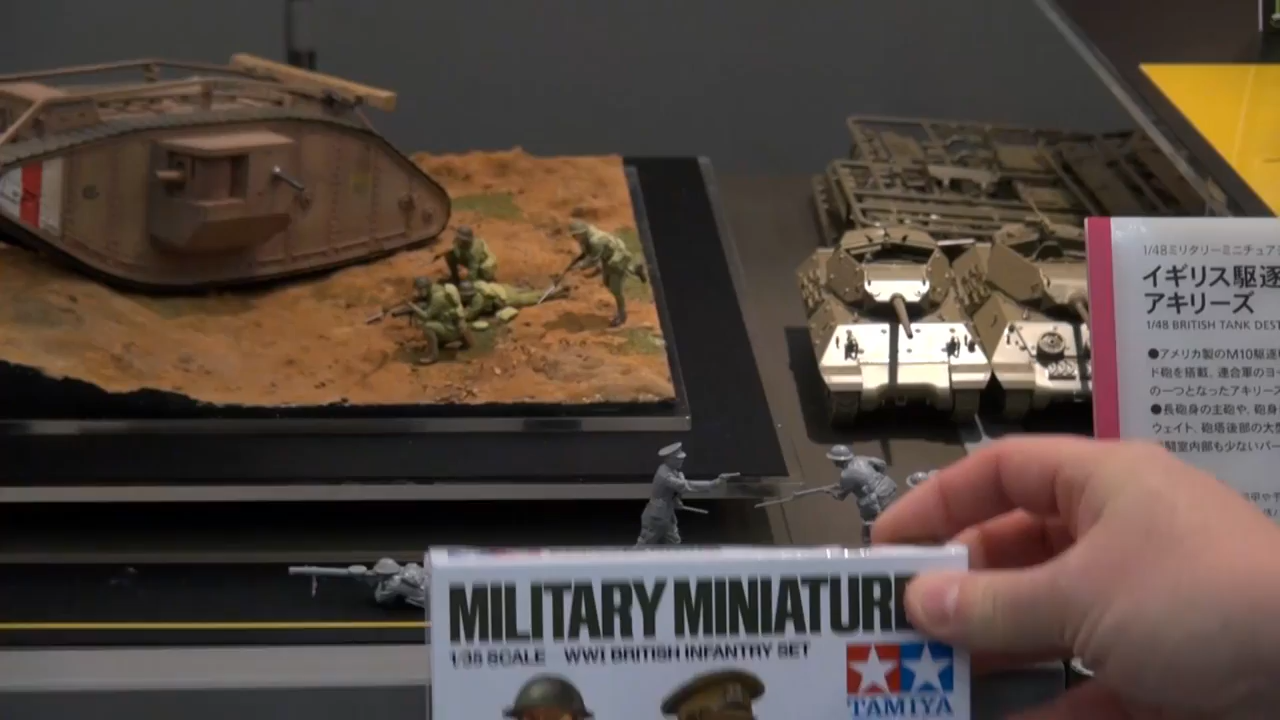 1/48ミリタリーミニチュア
イギリス駆逐
アキリーズ
1/48 BRITISH TANK DEST
●アメリカ製のM10駆逐
ド砲を搭載、連合軍のヨー
の一つとなったアキリーズ
●長砲身の主砲や、砲身
ウェイト、砲塔後部の大型
闘室内部も少ないパー
MILITARY MINIATURE
1/35 SCALE WWI BRITISH INFANTRY SET
TAMIYA